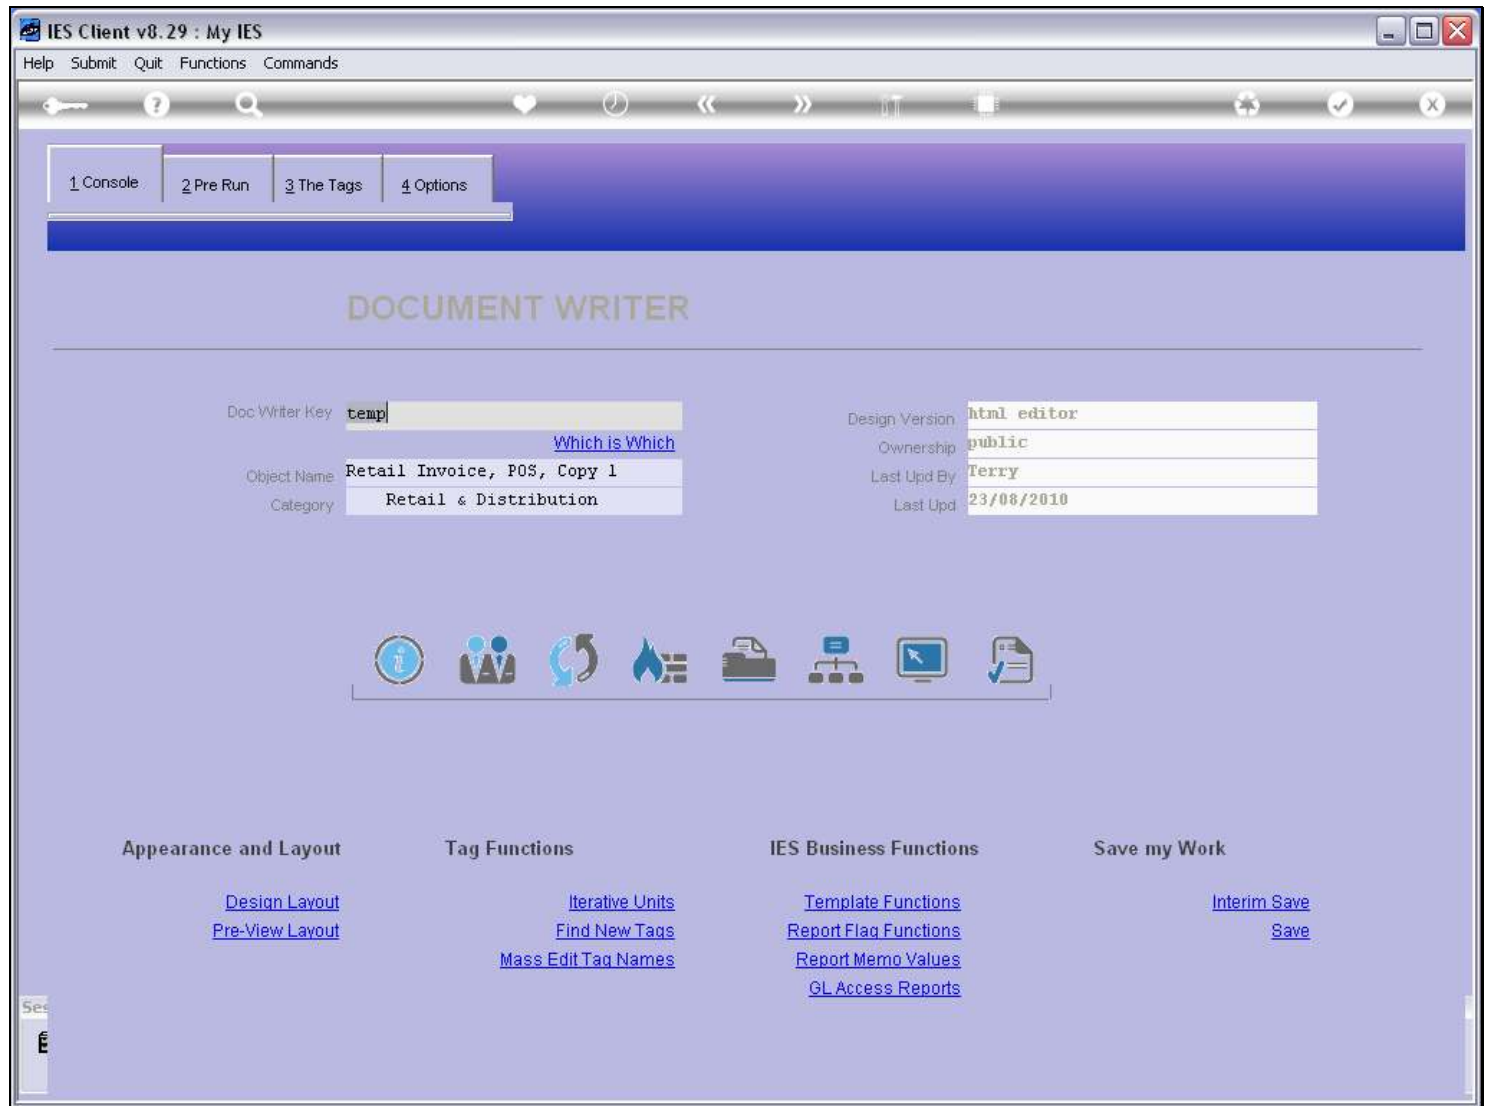 IES Client v8.29 : My IES
Help Submit Quit Functions Commands
1 Console 2 Pre Run 3 The Tags 4 Options
DOCUMENT WRITER
Doc Writer Key temp
Which is Which
Object Name Retail Invoice, POS, Copy 1
Category Retail & Distribution
Design Version html editor
Ownership public
Last Upd By Terry
Last Upd 23/08/2010
Appearance and Layout
Design Layout
Pre-View Layout
Tag Functions
Iterative Units
Find New Tags
Mass Edit Tag Names
IES Business Functions
Template Functions
Report Flag Functions
Report Memo Values
GL Access Reports
Save my Work
Interim Save
Save
Ses